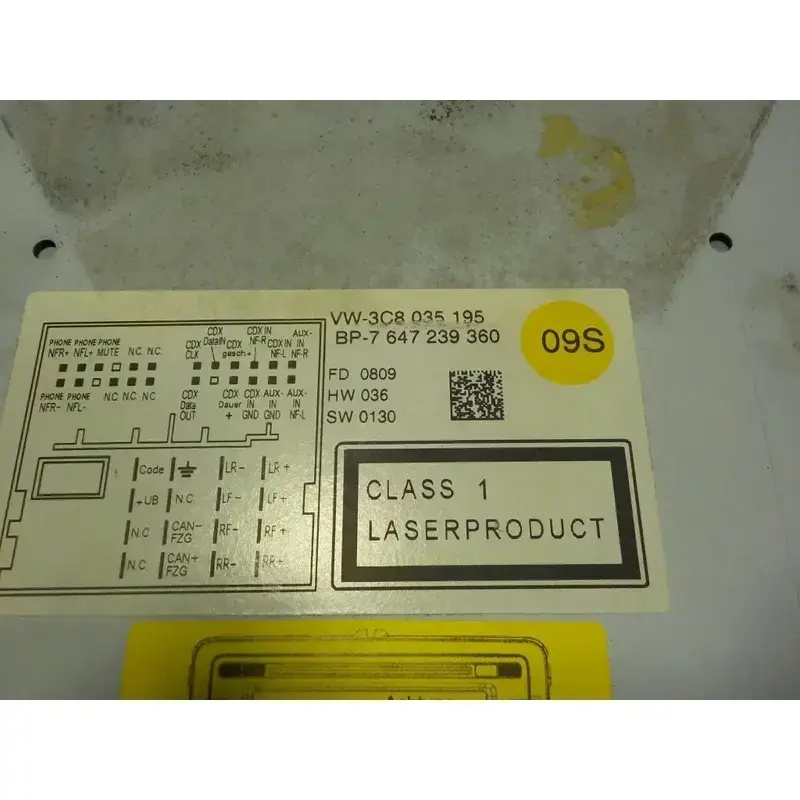 VW-3C8 035 195
BP-7 647 239 360
09S
FD 0809
HW 036
SW 0130
CLASS 1
LASERPRODUCT
PHONE PHONE PHONE
NFR+ NFL+ MUTE N.C. N.C.
PHONE PHONE N.C. N.C. N.C.
NFR- NFL-
CDX CDX IN AUX-
CDX DataIN CDX NF-R CDX IN IN
CLK gesch.+ NF-L NF-R
CDX CDX CDX AUX- AUX-
Data Dauer IN IN IN
OUT + GND GND NF-L
Code LR- LR+
+UB N.C LF- LF+
N.C CAN- RF- RF+
FZG
N.C CAN+ RR- RR+
FZG